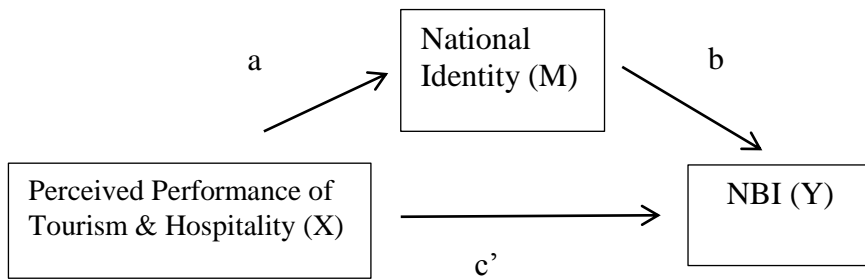 National
Identity (M)
a
b
Perceived Performance of
Tourism & Hospitality (X)
NBI (Y)
c’